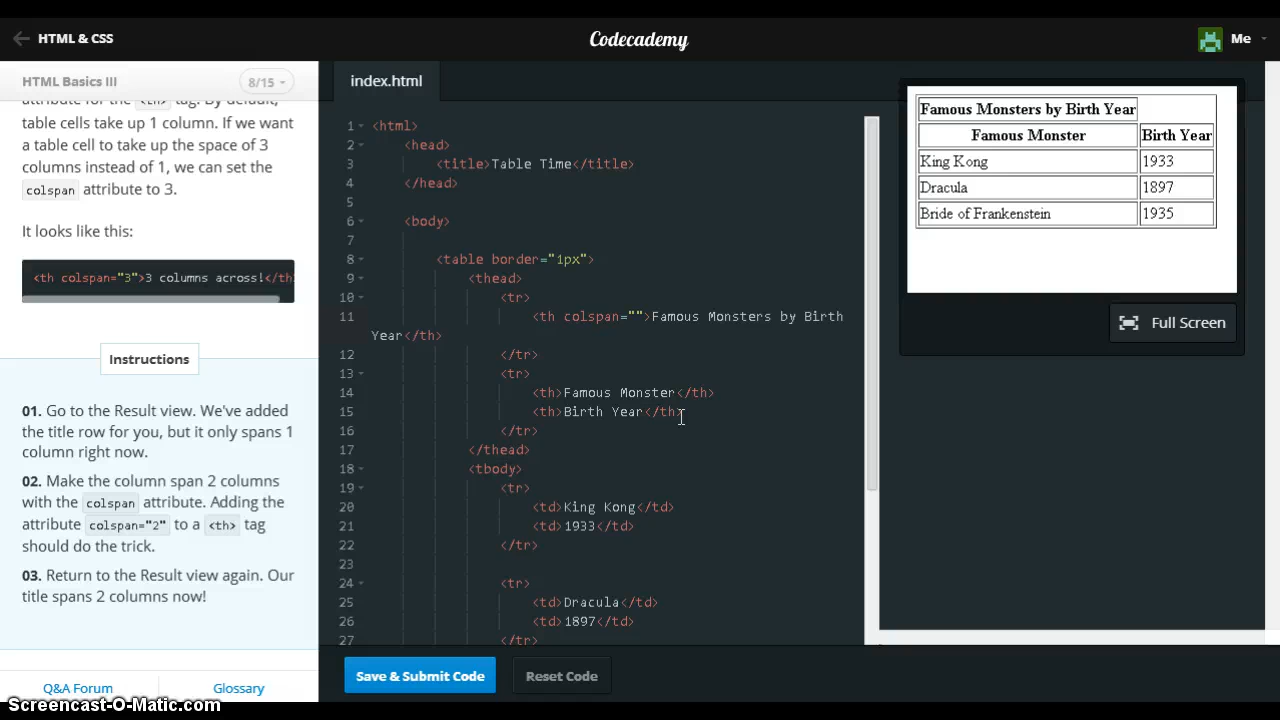 HTML & CSS
Codecademy
Me
HTML Basics III
8/15
index.html
attribute for the <th> tag. By default,
table cells take up 1 column. If we want
a table cell to take up the space of 3
columns instead of 1, we can set the
colspan attribute to 3.
It looks like this:
<th colspan="3">3 columns across!</th
Instructions
01. Go to the Result view. We've added
the title row for you, but it only spans 1
column right now.
02. Make the column span 2 columns
with the colspan attribute. Adding the
attribute colspan="2" to a <th> tag
should do the trick.
03. Return to the Result view again. Our
title spans 2 columns now!
Q&A Forum
Glossary
1 <html>
2 <head>
3 <title>Table Time</title>
4 </head>
5
6 <body>
7
8 <table border="1px">
9 <thead>
10 <tr>
11 <th colspan="">Famous Monsters by Birth
Year</th>
12 </tr>
13 <tr>
14 <th>Famous Monster</th>
15 <th>Birth Year</th>
16 </tr>
17 </thead>
18 <tbody>
19 <tr>
20 <td>King Kong</td>
21 <td>1933</td>
22 </tr>
23
24 <tr>
25 <td>Dracula</td>
26 <td>1897</td>
27 </tr>
Save & Submit Code
Reset Code
Famous Monsters by Birth Year
Famous Monster Birth Year
King Kong 1933
Dracula 1897
Bride of Frankenstein 1935
Full Screen
Screencast-O-Matic.com